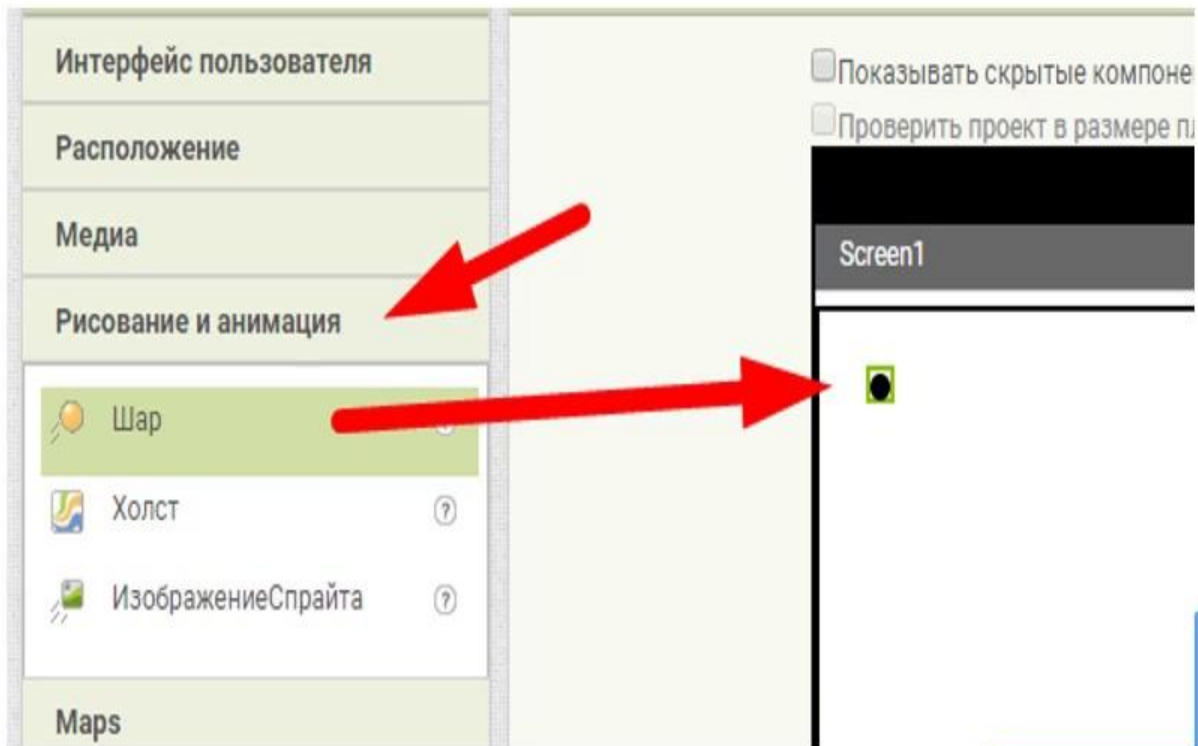 Интерфейс пользователя
Расположение
Медиа
Рисование и анимация
Шар
Холст
?
ИзображениеСпрайта
?
Maps
Показывать скрытые компоне
Проверить проект в размере
Screen1